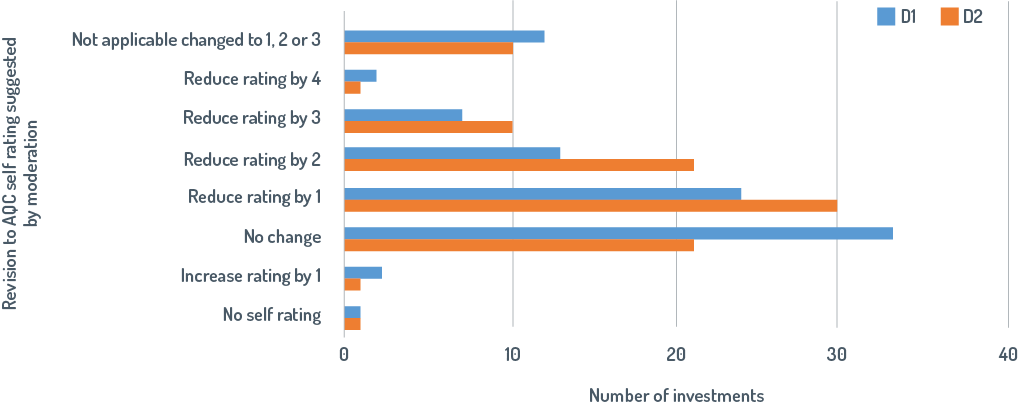 D1 D2
Revision to AQC self rating suggested
by moderation
Not applicable changed to 1, 2 or 3
Reduce rating by 4
Reduce rating by 3
Reduce rating by 2
Reduce rating by 1
No change
Increase rating by 1
No self rating
0 10 20 30 40
Number of investments